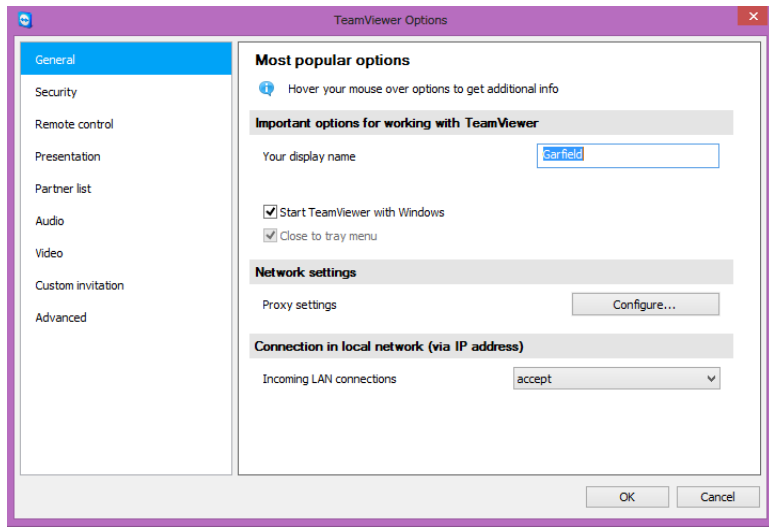 TeamViewer Options
General
Security
Remote control
Presentation
Partner list
Audio
Video
Custom invitation
Advanced
Most popular options
Hover your mouse over options to get additional info
Important options for working with TeamViewer
Your display name
Garfield
Start TeamViewer with Windows
Close to tray menu
Network settings
Proxy settings
Configure...
Connection in local network (via IP address)
Incoming LAN connections
accept
OK
Cancel